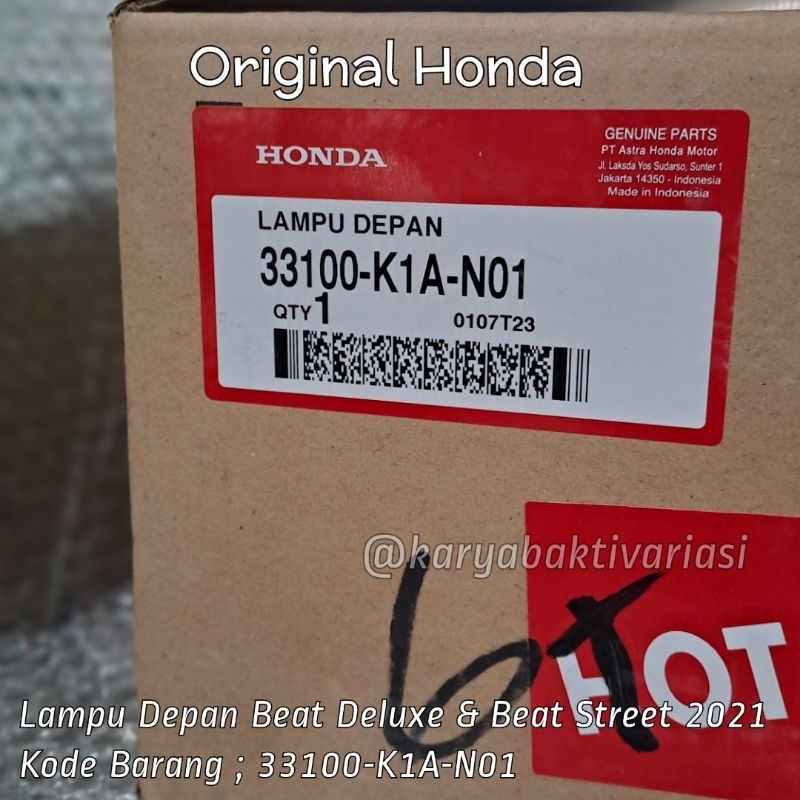 Original Honda
HONDA
GENUINE PARTS
PT Astra Honda Motor
Jl. Laksda Yos Sudarso, Sunter 1
Jakarta 14350 - Indonesia
Made in Indonesia
LAMPU DEPAN
33100-K1A-N01
QTY 1
0107T23
@karyabaktivariasi
6T
HOT
Lampu Depan Beat Deluxe & Beat Street 2021
Kode Barang ; 33100-K1A-N01